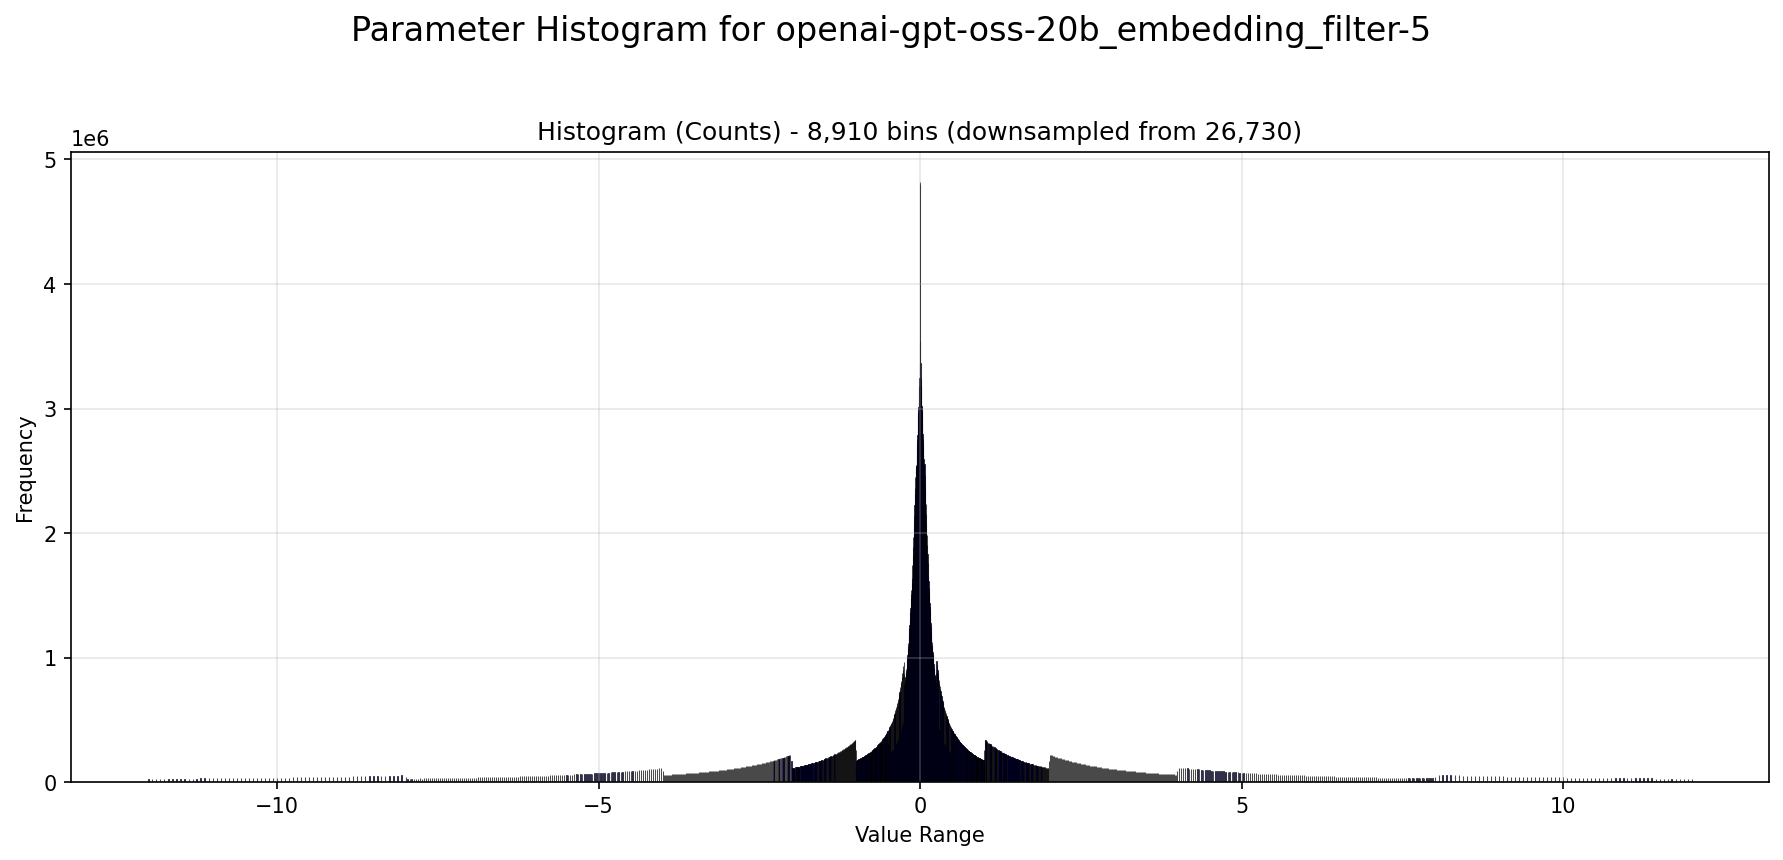 Parameter Histogram for openai-gpt-oss-20b_embedding_filter-5
Histogram (Counts) - 8,910 bins (downsampled from 26,730)
1e6
5
4
3
2
1
0
Frequency
−10
−5
0
5
10
Value Range